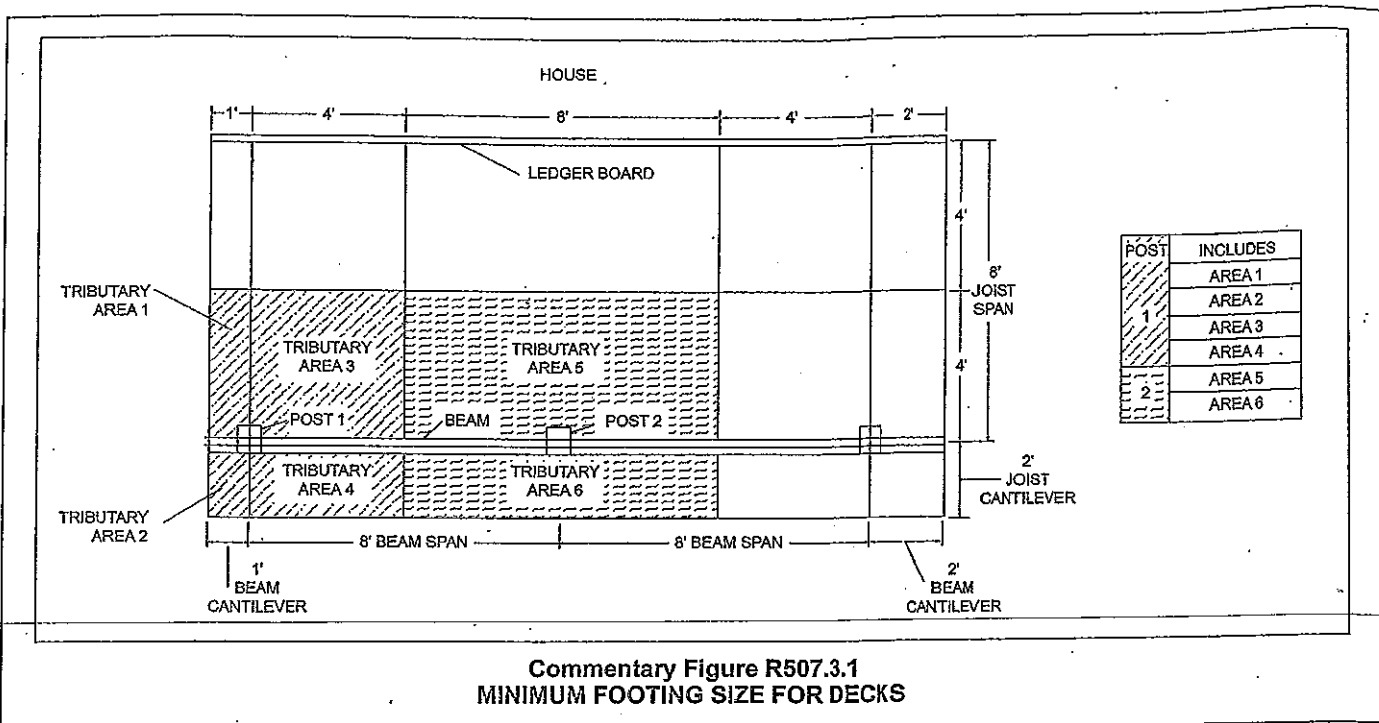 HOUSE
1'
4'
8'
4'
2'
LEDGER BOARD
4'
8'
JOIST
SPAN
4'
TRIBUTARY
AREA 1
TRIBUTARY
AREA 3
TRIBUTARY
AREA 5
POST 1
BEAM
POST 2
TRIBUTARY
AREA 4
TRIBUTARY
AREA 6
2'
JOIST
CANTILEVER
TRIBUTARY
AREA 2
8' BEAM SPAN
8' BEAM SPAN
1'
BEAM
CANTILEVER
2'
BEAM
CANTILEVER
POST
INCLUDES
1
AREA 1
AREA 2
AREA 3
AREA 4
2
AREA 5
AREA 6
Commentary Figure R507.3.1
MINIMUM FOOTING SIZE FOR DECKS